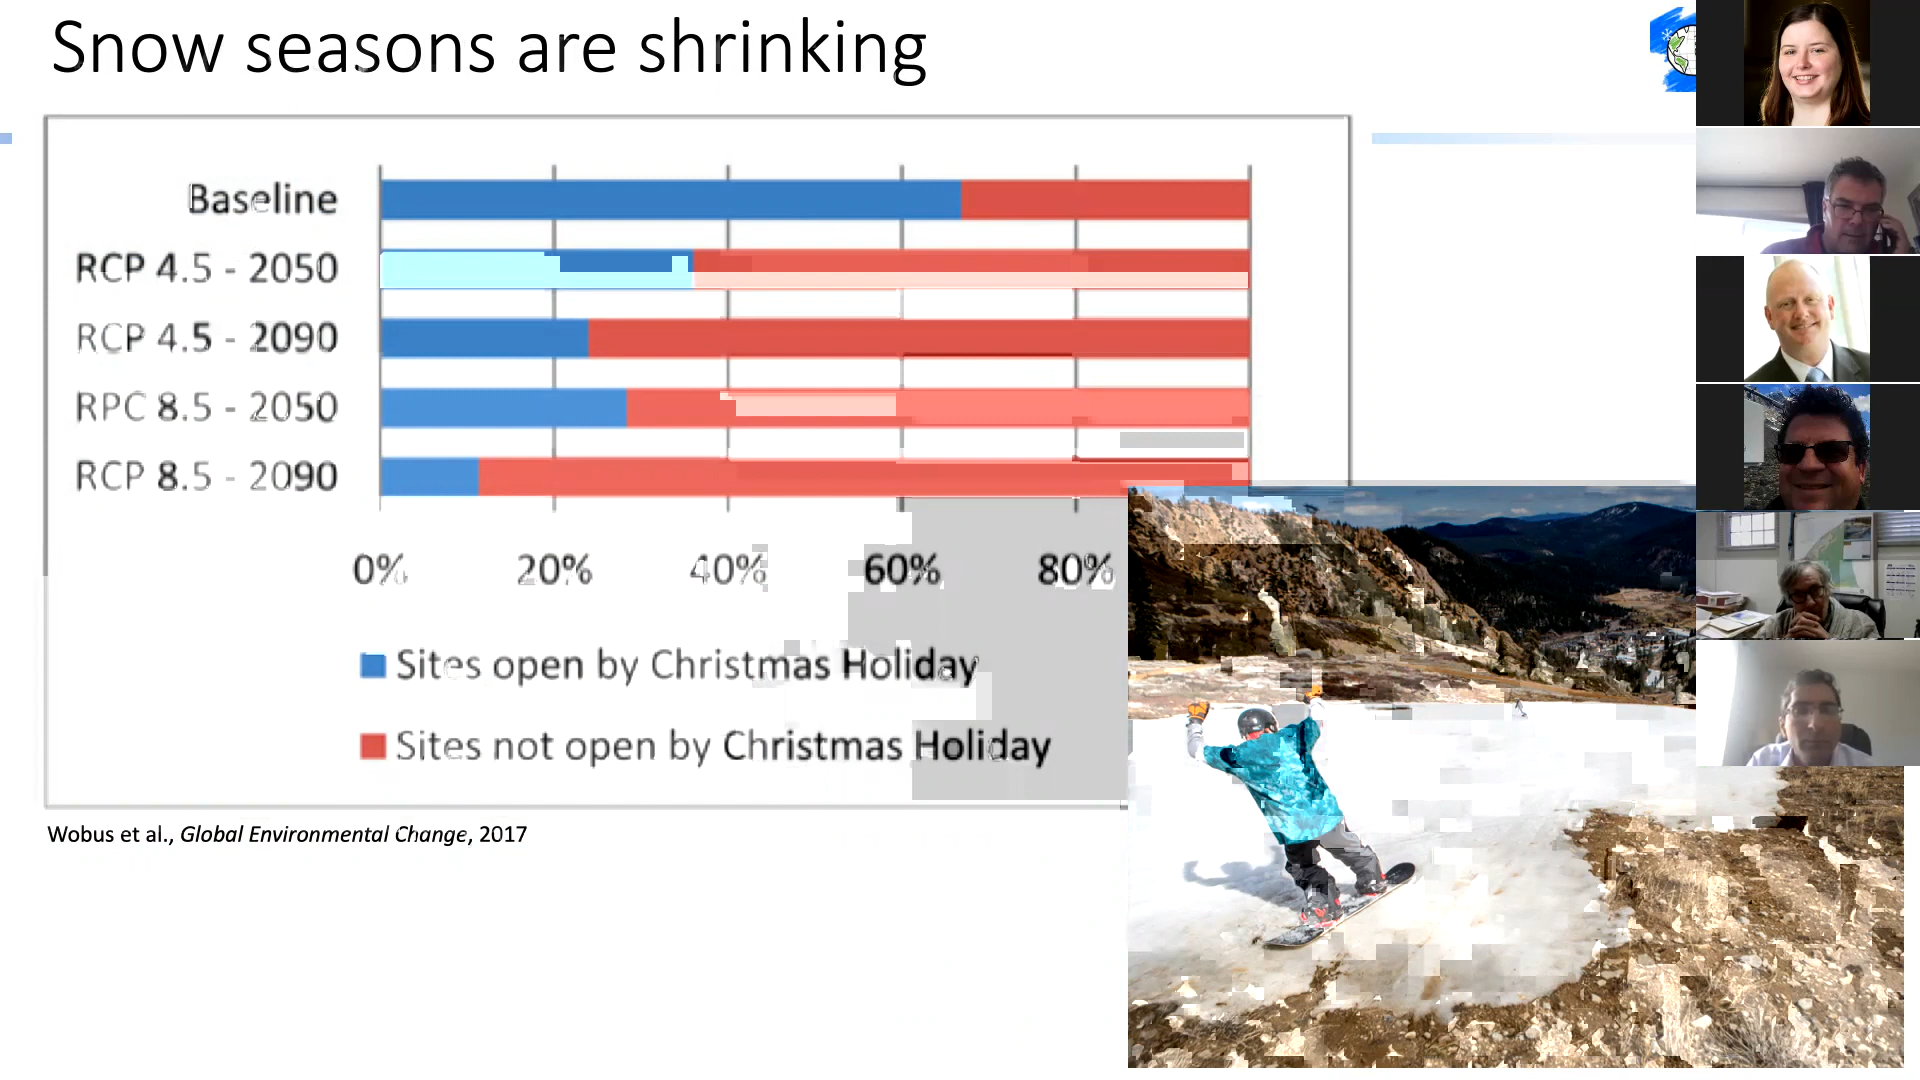 Snow seasons are shrinking
Baseline
RCP 4.5 - 2050
RCP 4.5 - 2090
RPC 8.5 - 2050
RCP 8.5 - 2090
0% 20% 40% 60% 80%
Sites open by Christmas Holiday
Sites not open by Christmas Holiday
Wobus et al., Global Environmental Change, 2017